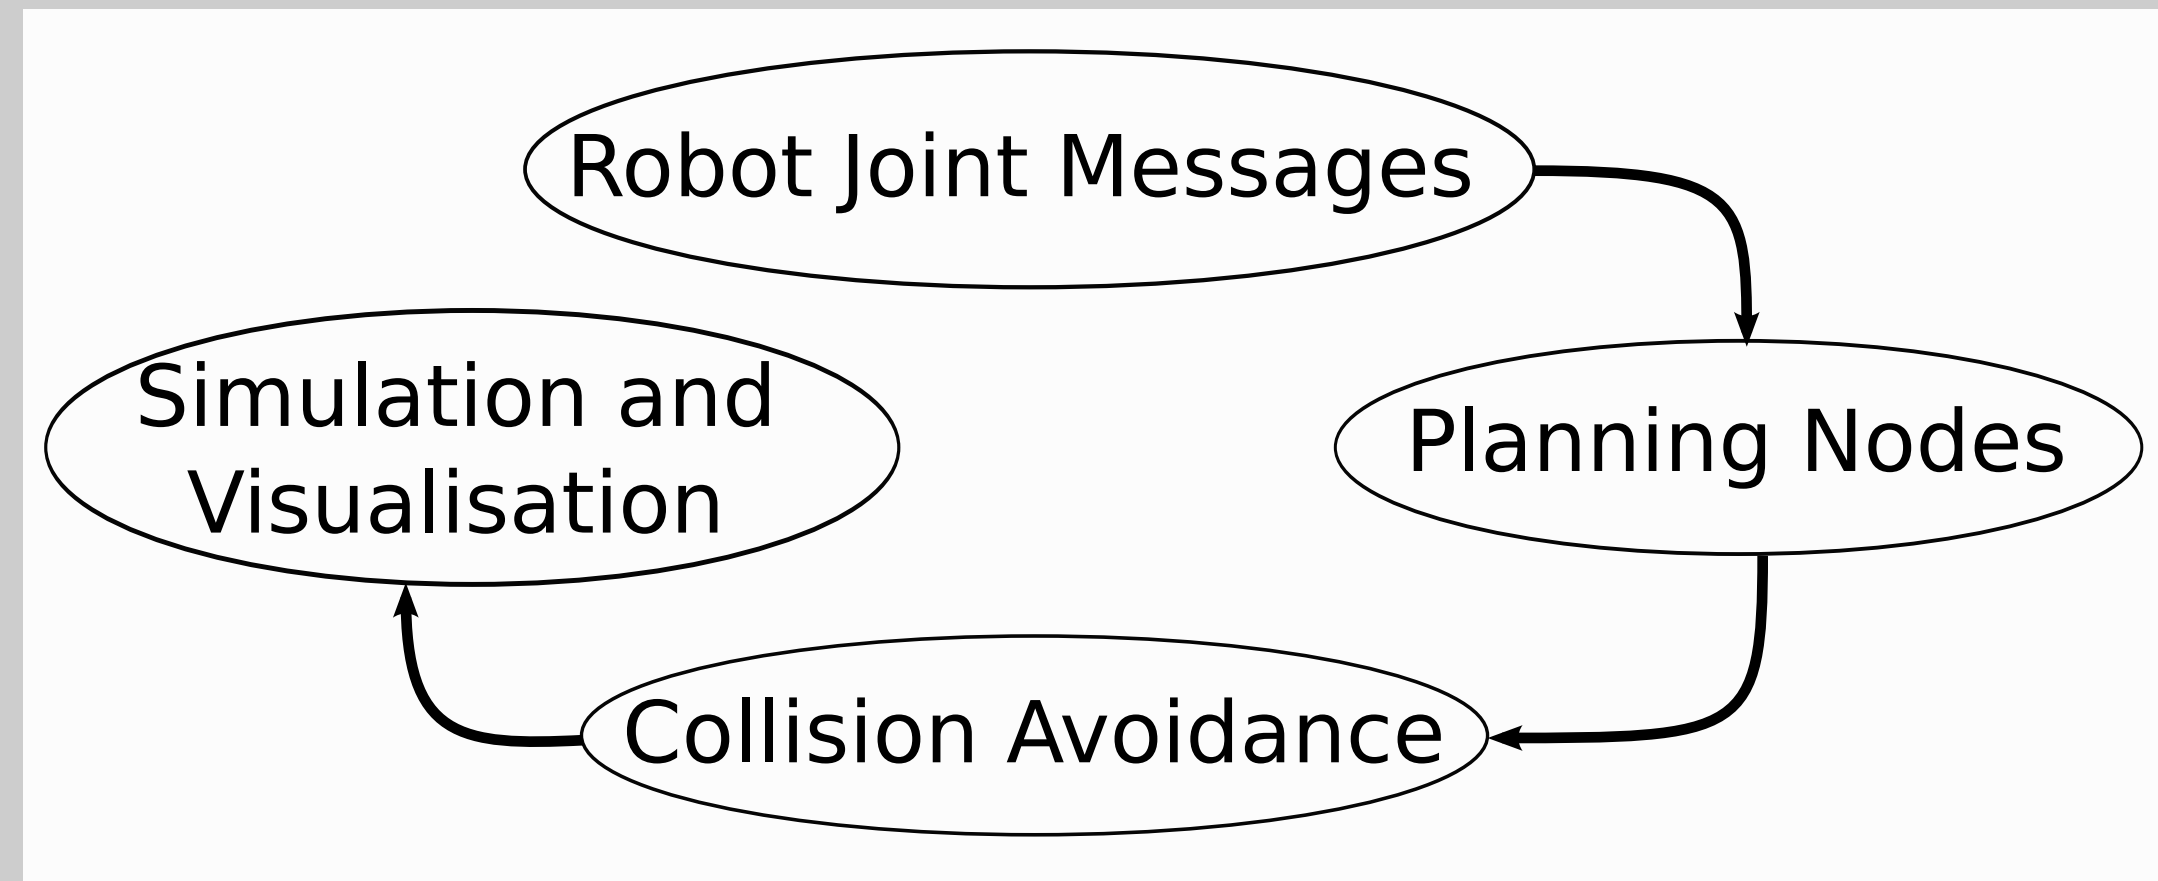 Robot Joint Messages
Simulation and
Visualisation
Planning Nodes
Collision Avoidance